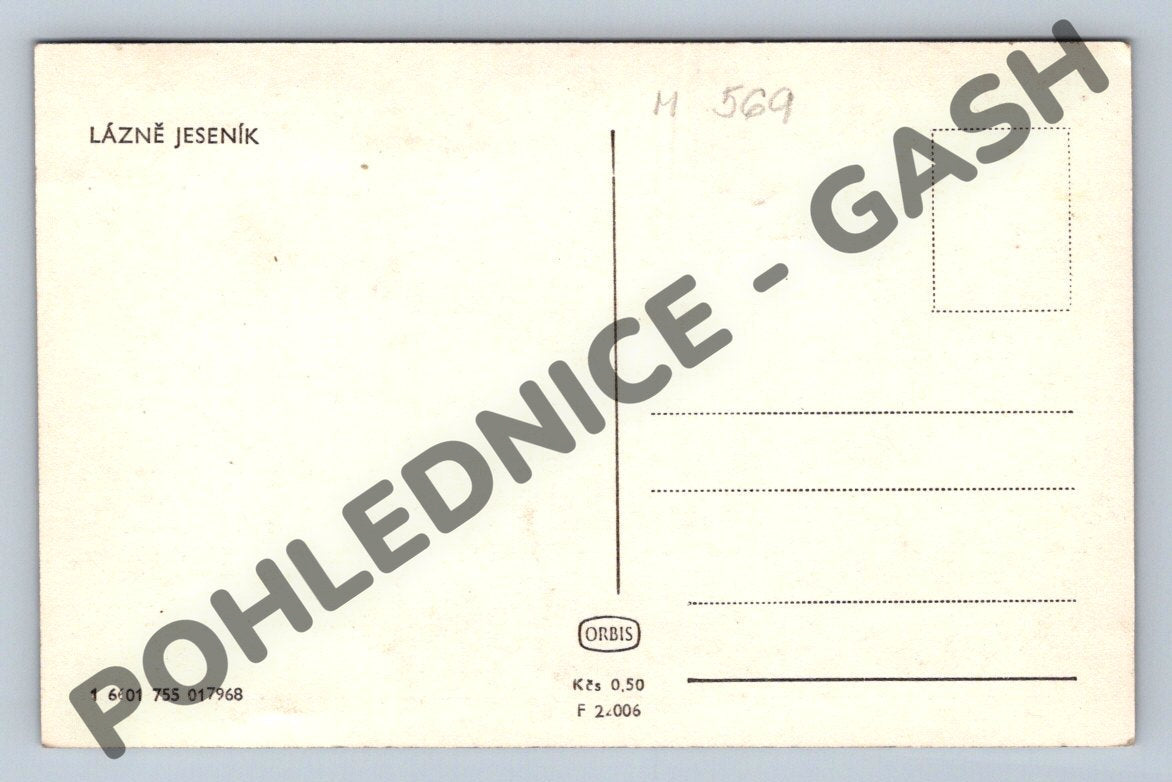 M 569
LÁZNĚ JESENÍK
POHLEDNICE - GASH
ORBIS
Kčs 0,50
755 017968